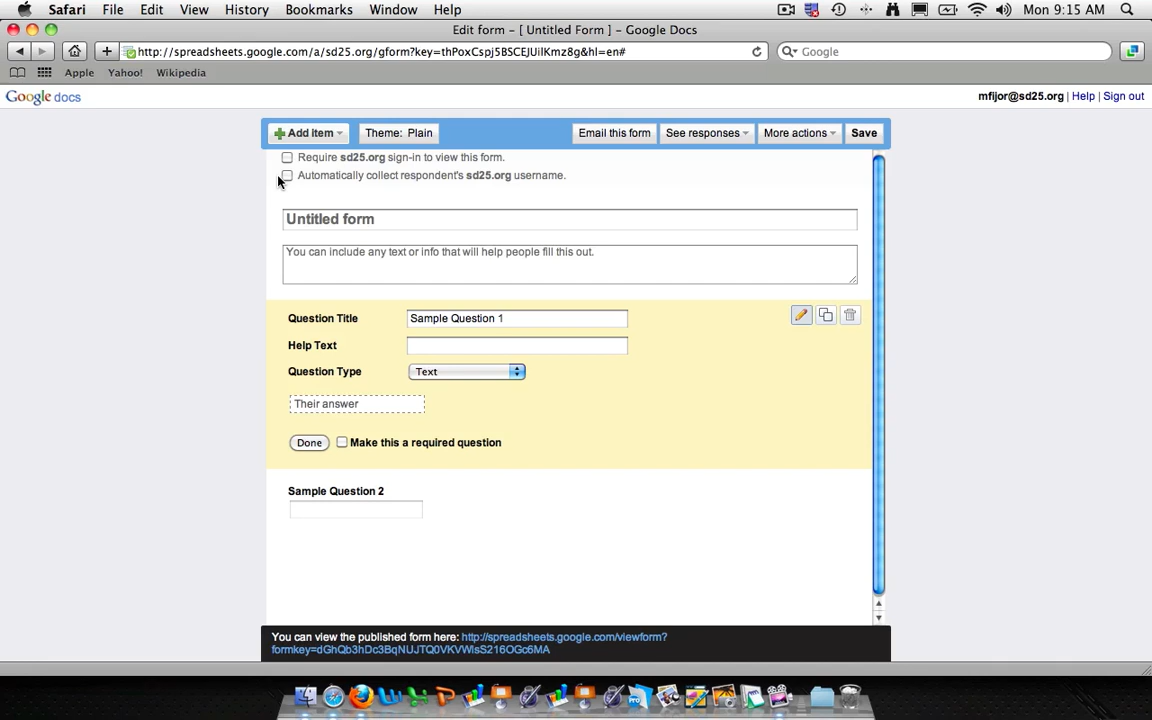 Safari File Edit View History Bookmarks Window Help Mon 9:15 AM
Edit form – [ Untitled Form ] – Google Docs
http://spreadsheets.google.com/a/sd25.org/gform?key=thPoxCspj5BSCEJUilKmz8g&hl=en# Google
Apple Yahoo! Wikipedia
Google docs mfijor@sd25.org | Help | Sign out
Add item Theme: Plain Email this form See responses More actions Save
Require sd25.org sign-in to view this form.
Automatically collect respondent's sd25.org username.
Untitled form
You can include any text or info that will help people fill this out.
Question Title Sample Question 1
Help Text
Question Type Text
Their answer
Done Make this a required question
Sample Question 2
You can view the published form here: http://spreadsheets.google.com/viewform?
formkey=dGhQb3hDc3BqNUJTQ0VKVWlsS216OGc6MA